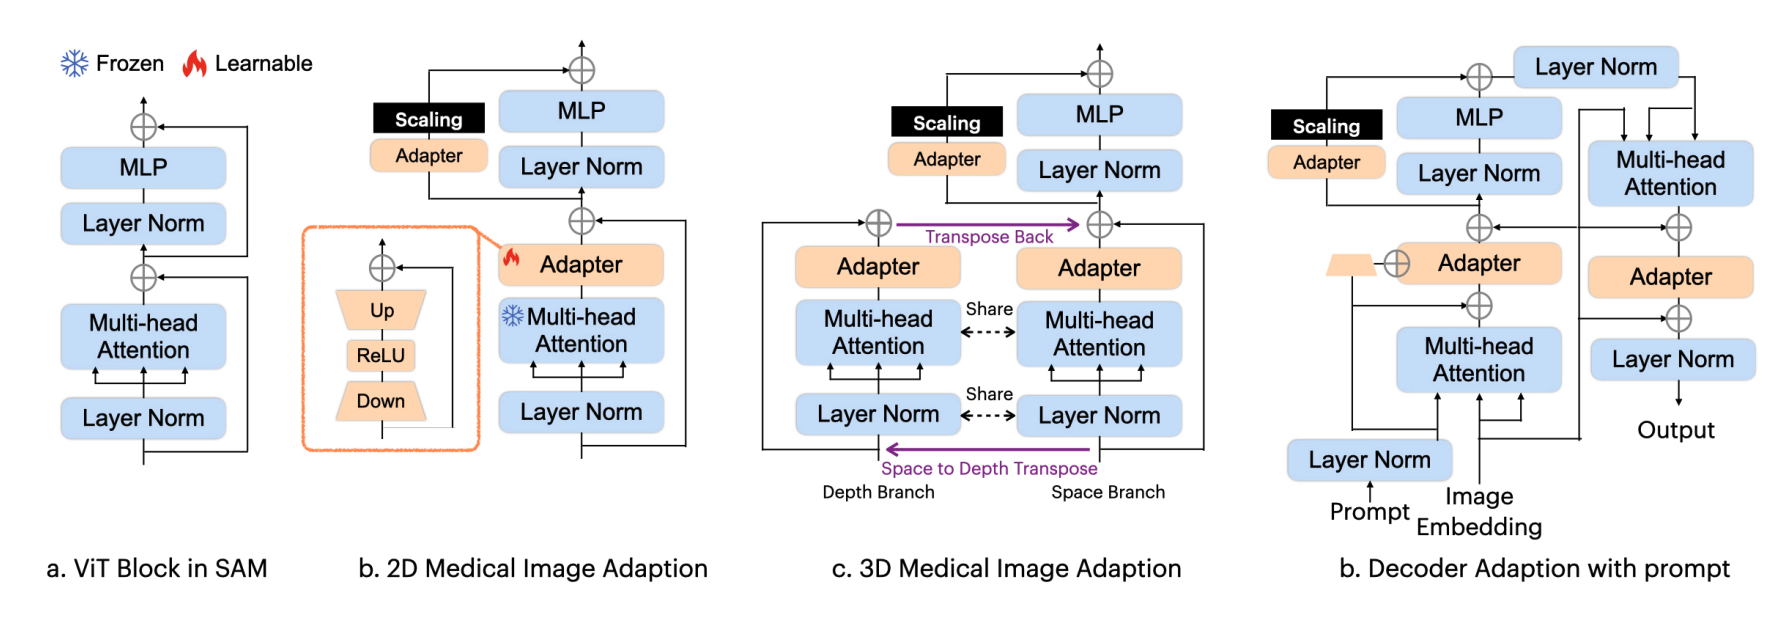 Frozen
Learnable
MLP
Layer Norm
Multi-head
Attention
Layer Norm
a. ViT Block in SAM
Scaling
Adapter
MLP
Layer Norm
Adapter
Multi-head
Attention
Layer Norm
Up
ReLU
Down
b. 2D Medical Image Adaption
Scaling
Adapter
MLP
Layer Norm
Transpose Back
Adapter
Adapter
Multi-head
Attention
Share
Multi-head
Attention
Layer Norm
Share
Layer Norm
Space to Depth Transpose
Depth Branch
Space Branch
c. 3D Medical Image Adaption
Layer Norm
Scaling
Adapter
MLP
Layer Norm
Multi-head
Attention
Adapter
Adapter
Multi-head
Attention
Layer Norm
Output
Layer Norm
Prompt
Image
Embedding
b. Decoder Adaption with prompt